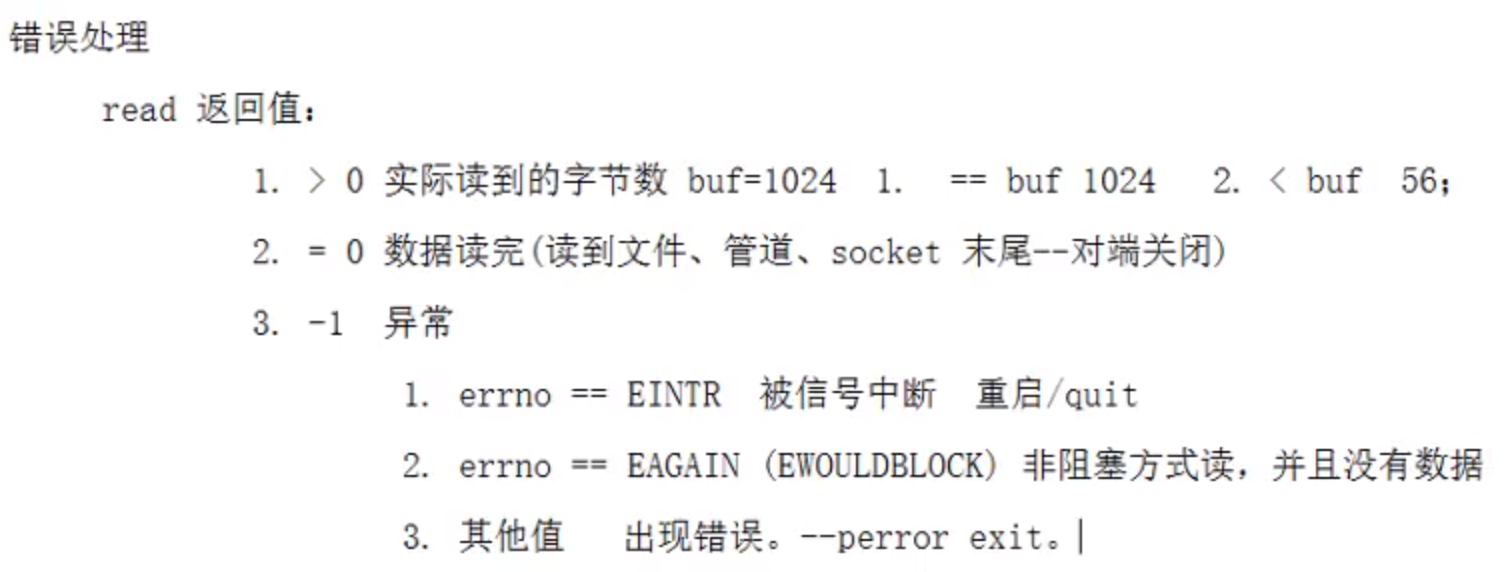 错误处理
read 返回值：
1. > 0 实际读到的字节数 buf=1024 1. == buf 1024 2. < buf 56；
2. = 0 数据读完(读到文件、管道、socket 末尾--对端关闭)
3. -1 异常
1. errno == EINTR 被信号中断 重启/quit
2. errno == EAGAIN (EWOULDBLOCK) 非阻塞方式读，并且没有数据
3. 其他值 出现错误。--perror exit。